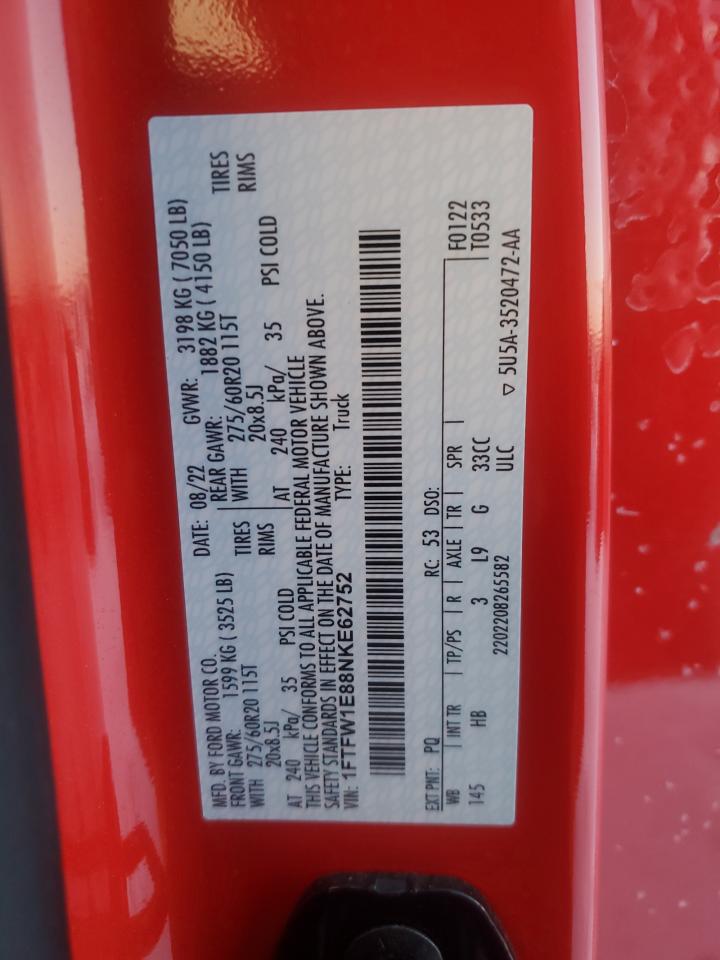 MFD. BY FORD MOTOR CO.
DATE: 08/22 GVWR: 3198 KG ( 7050 LB)
FRONT GAWR: 1599 KG ( 3525 LB) REAR GAWR: 1882 KG ( 4150 LB)
WITH 275/60R20 115T TIRES WITH 275/60R20 115T TIRES
20x8.5J RIMS 20x8.5J RIMS
AT 240 kPa/ 35 PSI COLD AT 240 kPa/ 35 PSI COLD
THIS VEHICLE CONFORMS TO ALL APPLICABLE FEDERAL MOTOR VEHICLE
SAFETY STANDARDS IN EFFECT ON THE DATE OF MANUFACTURE SHOWN ABOVE.
VIN: 1FTFW1E88NKE62752 TYPE: Truck
EXT PNT: PQ RC: 53 DSO:
WB INT TR TP/PS R AXLE TR SPR F0122
145 HB 3 L9 G 33CC T0533
2202208265582 ULC
▽ 5U5A-3520472-AA